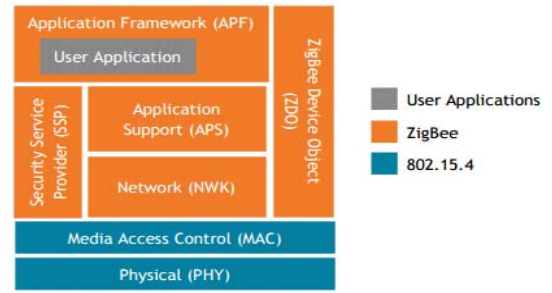 Application Framework (APF)
User Application
ZigBee Device Object
(ZDO)
Security Service
Provider (SSP)
Application
Support (APS)
Network (NWK)
Media Access Control (MAC)
Physical (PHY)
User Applications
ZigBee
802.15.4